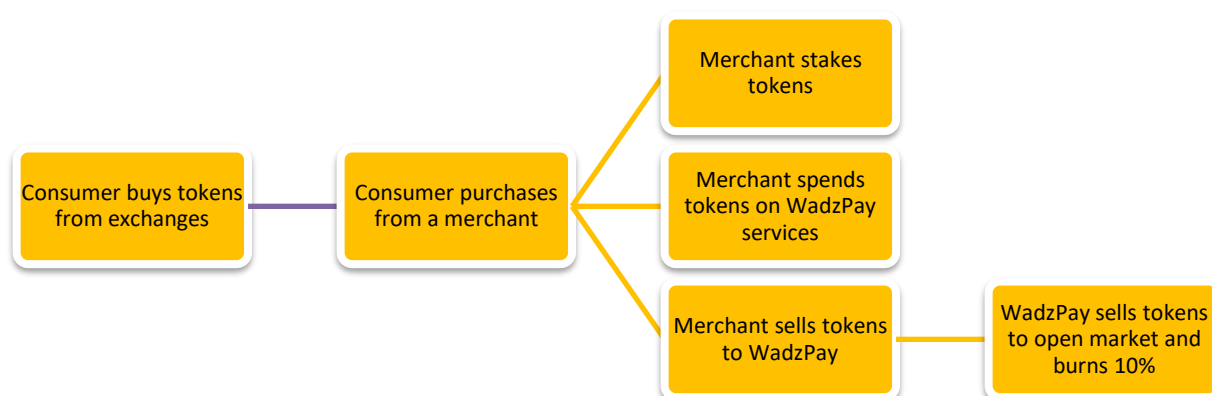 Consumer buys tokens
from exchanges
Consumer purchases
from a merchant
Merchant stakes
tokens
Merchant spends
tokens on WadzPay
services
Merchant sells tokens
to WadzPay
WadzPay sells tokens
to open market and
burns 10%